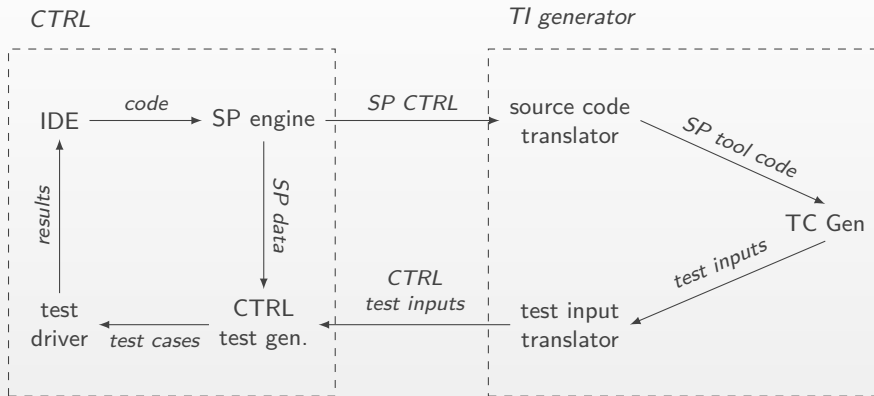 CTRL
TI generator
IDE
code
SP engine
SP CTRL
source code
translator
SP tool code
TC Gen
results
SP data
CTRL
test inputs
test inputs
test
driver
test cases
CTRL
test gen.
test input
translator